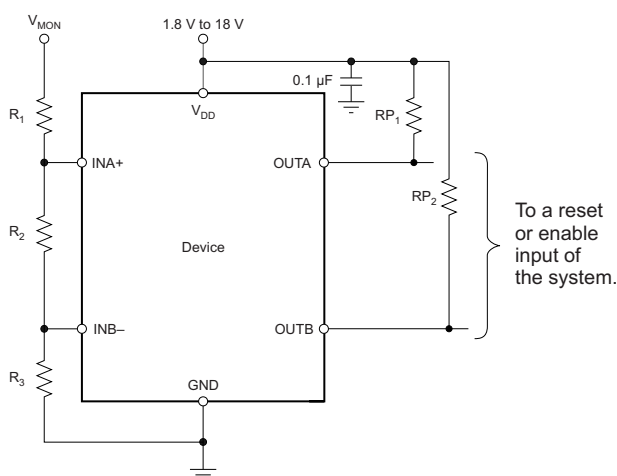 VMON
1.8 V to 18 V
0.1 µF
R1
VDD
RP1
INA+
OUTA
RP2
R2
Device
To a reset
or enable
input of
the system.
INB–
OUTB
R3
GND